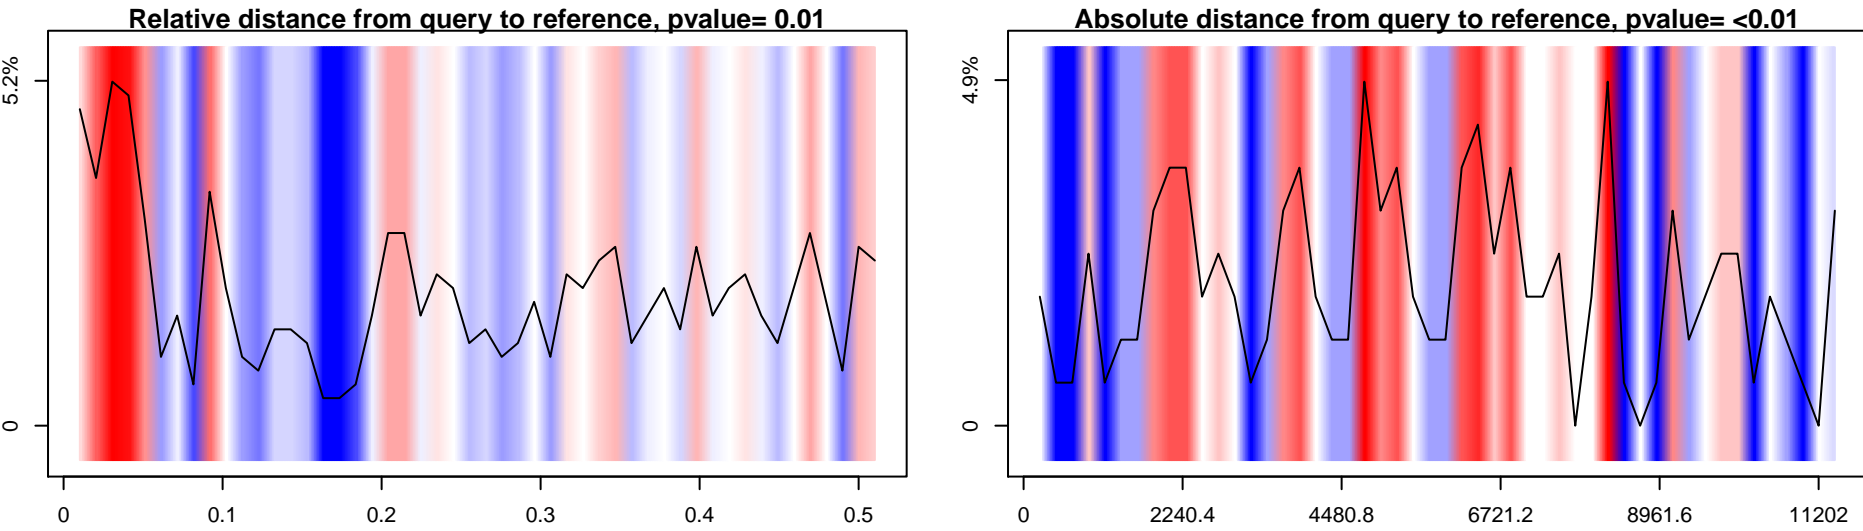 Relative distance from query to reference, pvalue= 0.01
5.2%
0
0 0.1 0.2 0.3 0.4 0.5
Absolute distance from query to reference, pvalue= <0.01
4.9%
0
0 2240.4 4480.8 6721.2 8961.6 11202